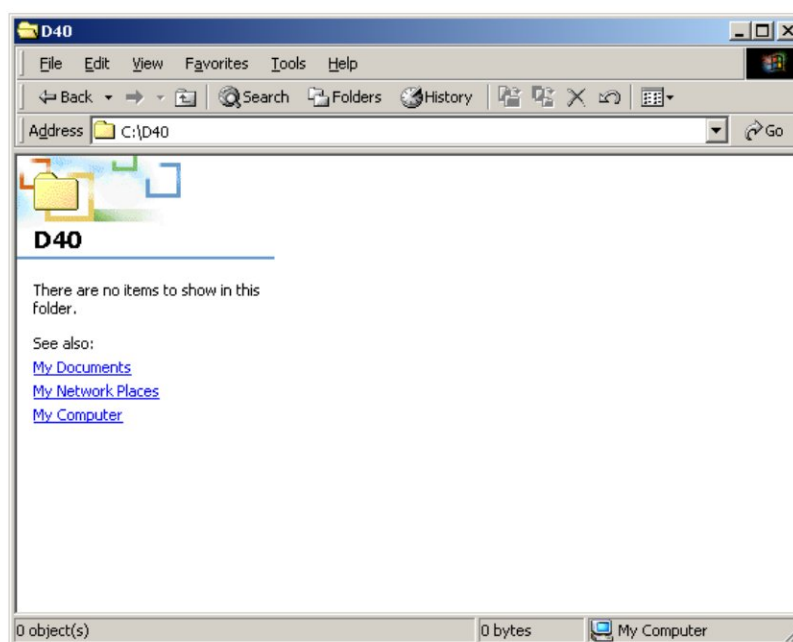 D40
File Edit View Favorites Tools Help
Back Search Folders History
Address C:\D40 Go
D40
There are no items to show in this
folder.
See also:
My Documents
My Network Places
My Computer
0 object(s) 0 bytes My Computer